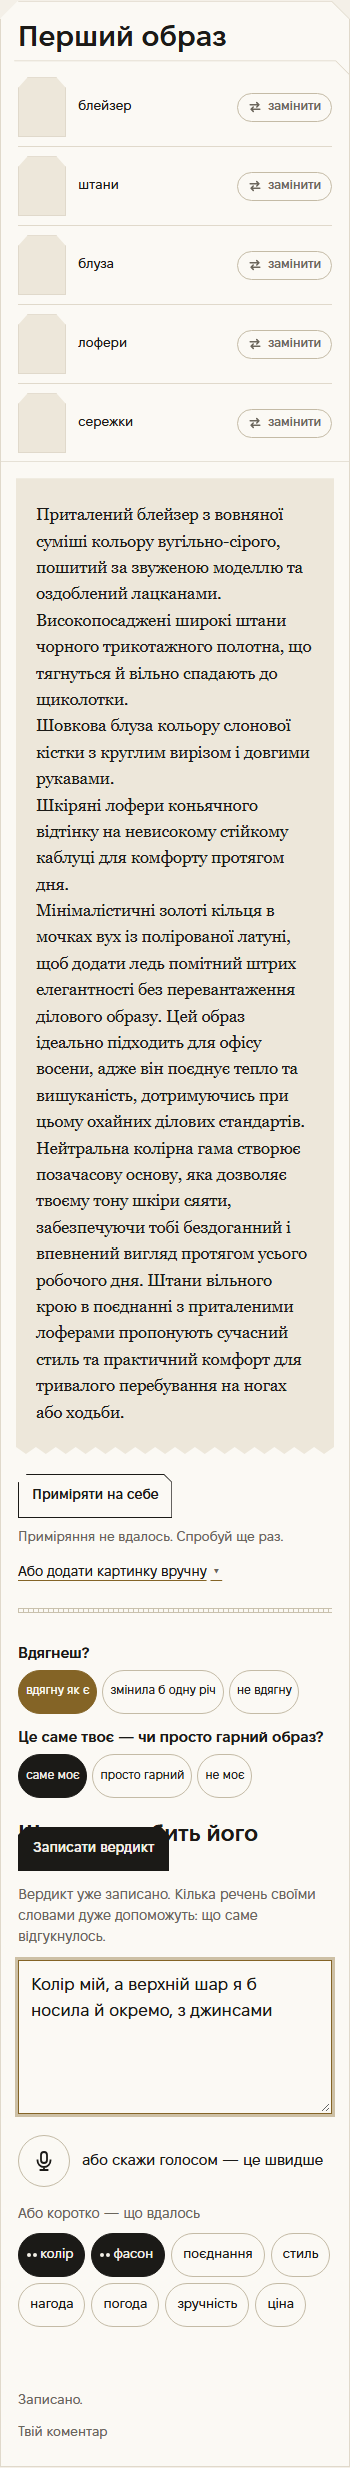 Перший образ
блейзер
замінити
штани
замінити
блуза
замінити
лофери
замінити
сережки
замінити
Приталений блейзер з вовняної
суміші кольору вугільно-сірого,
пошитий за звуженою моделлю та
оздоблений лацканами.
Високопосаджені широкі штани
чорного трикотажного полотна, що
тягнуться й вільно спадають до
щиколотки.
Шовкова блуза кольору слонової
кістки з круглим вирізом і довгими
рукавами.
Шкіряні лофери коньячного
відтінку на невисокому стійкому
каблуці для комфорту протягом
дня.
Мінімалістичні золоті кільця в
мочках вух із полірованої латуні,
щоб додати ледь помітний штрих
елегантності без перевантаження
ділового образу. Цей образ
ідеально підходить для офісу
восени, адже він поєднує тепло та
вишуканість, дотримуючись при
цьому охайних ділових стандартів.
Нейтральна колірна гама створює
позачасову основу, яка дозволяє
твоєму тону шкіри сяяти,
забезпечуючи тобі бездоганний і
впевнений вигляд протягом усього
робочого дня. Штани вільного
крою в поєднанні з приталеними
лоферами пропонують сучасний
стиль та практичний комфорт для
тривалого перебування на ногах
або ходьби.
Приміряти на себе
Приміряння не вдалось. Спробуй ще раз.
Або додати картинку вручну
Вдягнеш?
вдягну як є
змінила б одну річ
не вдягну
Це саме твоє — чи просто гарний образ?
саме моє
просто гарний
не моє
його
Записати вердикт
Вердикт уже записано. Кілька речень своїми
словами дуже допоможуть: що саме
відгукнулось.
Колір мій, а верхній шар я б
носила й окремо, з джинсами
або скажи голосом — це швидше
Або коротко — що вдалось
колір
фасон
поєднання
стиль
нагода
погода
зручність
ціна
Записано.
Твій коментар